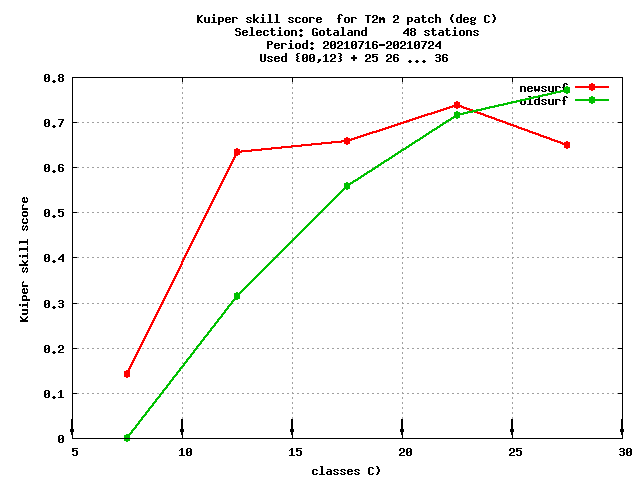 Kuiper skill score  for T2m 2 patch (deg C)
Selection: Gotaland     48 stations
Period: 20210716-20210724
Used {00,12} + 25 26 ... 36
newsurf
oldsurf
0.8
0.7
0.6
0.5
0.4
0.3
0.2
0.1
0
Kuiper skill score
5 10 15 20 25 30
classes C)